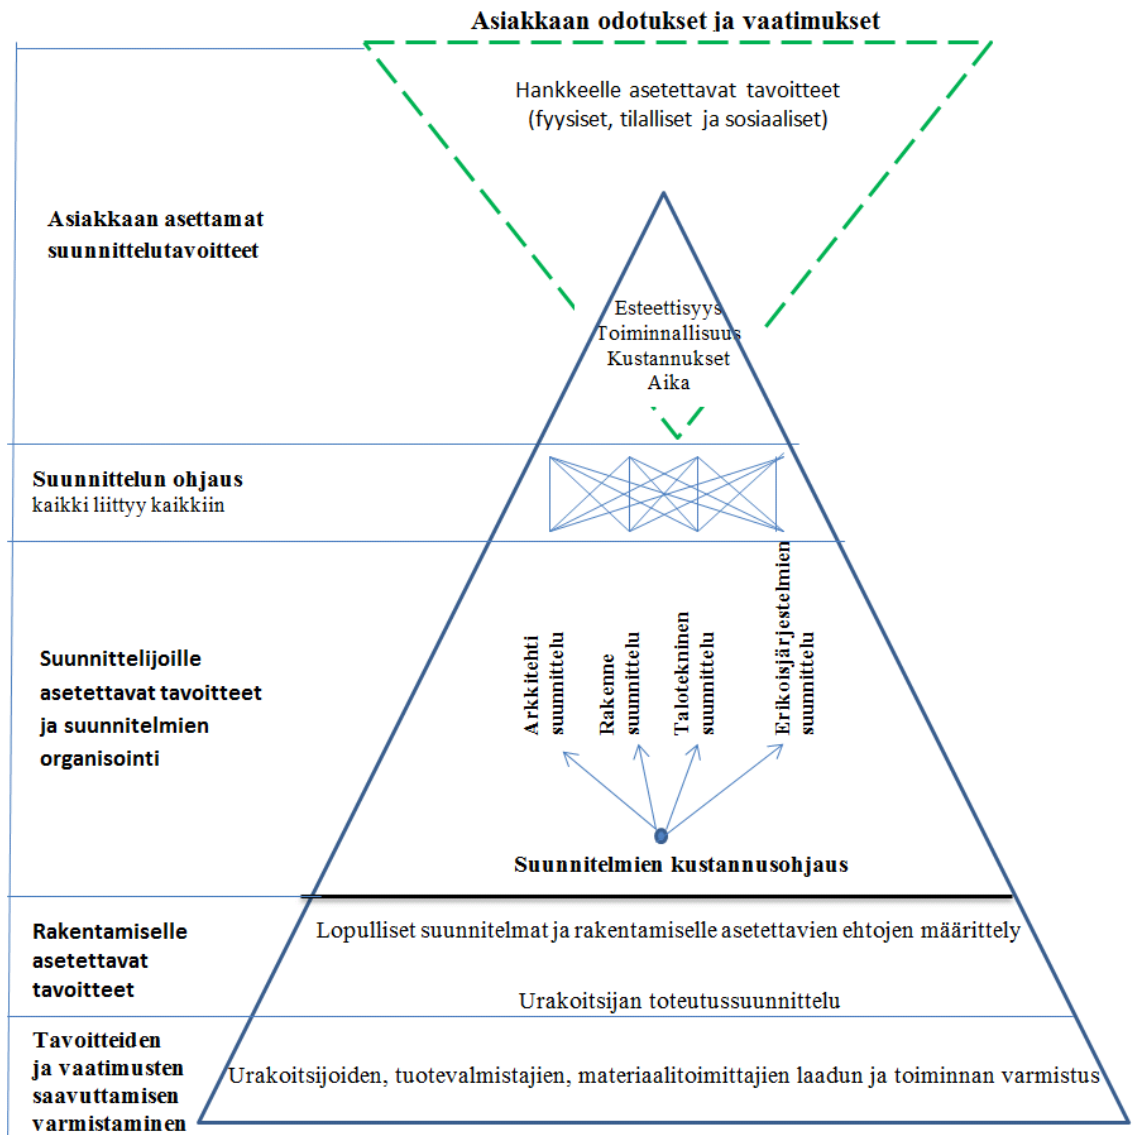 Asiakkaan odotukset ja vaatimukset
Hankkeelle asetettavat tavoitteet
(fyysiset, tilalliset ja sosiaaliset)
Asiakkaan asettamat
suunnittelutavoitteet
Esteettisyys
Toiminnallisuus
Kustannukset
Aika
Suunnittelun ohjaus
kaikki liittyy kaikkiin
Suunnittelijoille
asetettavat tavoitteet
ja suunnitelmien
organisointi
Arkkitehti
suunnittelu
Rakenne
suunnittelu
Talotekninen
suunnittelu
Erikoisjärjestelmien
suunnittelu
Suunnitelmien kustannusohjaus
Rakentamiselle
asetettavat
tavoitteet
Lopulliset suunnitelmat ja rakentamiselle asetettavien ehtojen määrittely
Urakoitsijan toteutussuunnittelu
Tavoitteiden
ja vaatimusten
saavuttamisen
varmistaminen
Urakoitsijoiden, tuotevalmistajien, materiaalitoimittajien laadun ja toiminnan varmistus